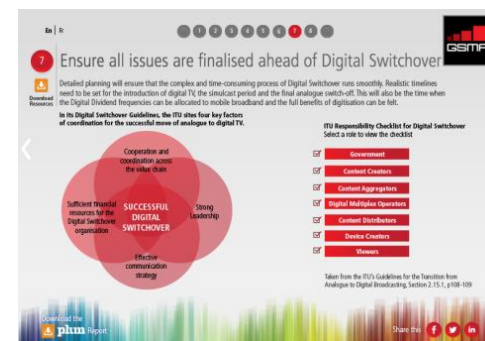 En | Fr
1 2 3 4 5 6 7 8
GSMA
7 Ensure all issues are finalised ahead of Digital Switchover
Download
Resources
Detailed planning will ensure that the complex and time-consuming process of Digital Switchover runs smoothly. Realistic timelines
need to be set for the introduction of digital TV, the simulcast period and the final analogue switch-off. This will also be the time when
the Digital Dividend frequencies can be allocated to mobile broadband and the full benefits of digitisation can be felt.
In its Digital Switchover Guidelines, the ITU sites four key factors
of coordination for the successful move of analogue to digital TV.
Cooperation and
coordination across
the value chain
Sufficient financial
resources for the
Digital Switchover
organisation
SUCCESSFUL
DIGITAL
SWITCHOVER
Strong
Leadership
Effective
communication
strategy
ITU Responsibility Checklist for Digital Switchover
Select a role to view the checklist
Government
Content Creators
Content Aggregators
Digital Multiplex Operators
Content Distributors
Device Creators
Viewers
Taken from the ITU's Guidelines for the Transition from
Analogue to Digital Broadcasting, Section 2.15.1, p108-109
Download the
plum Report
Share this f in